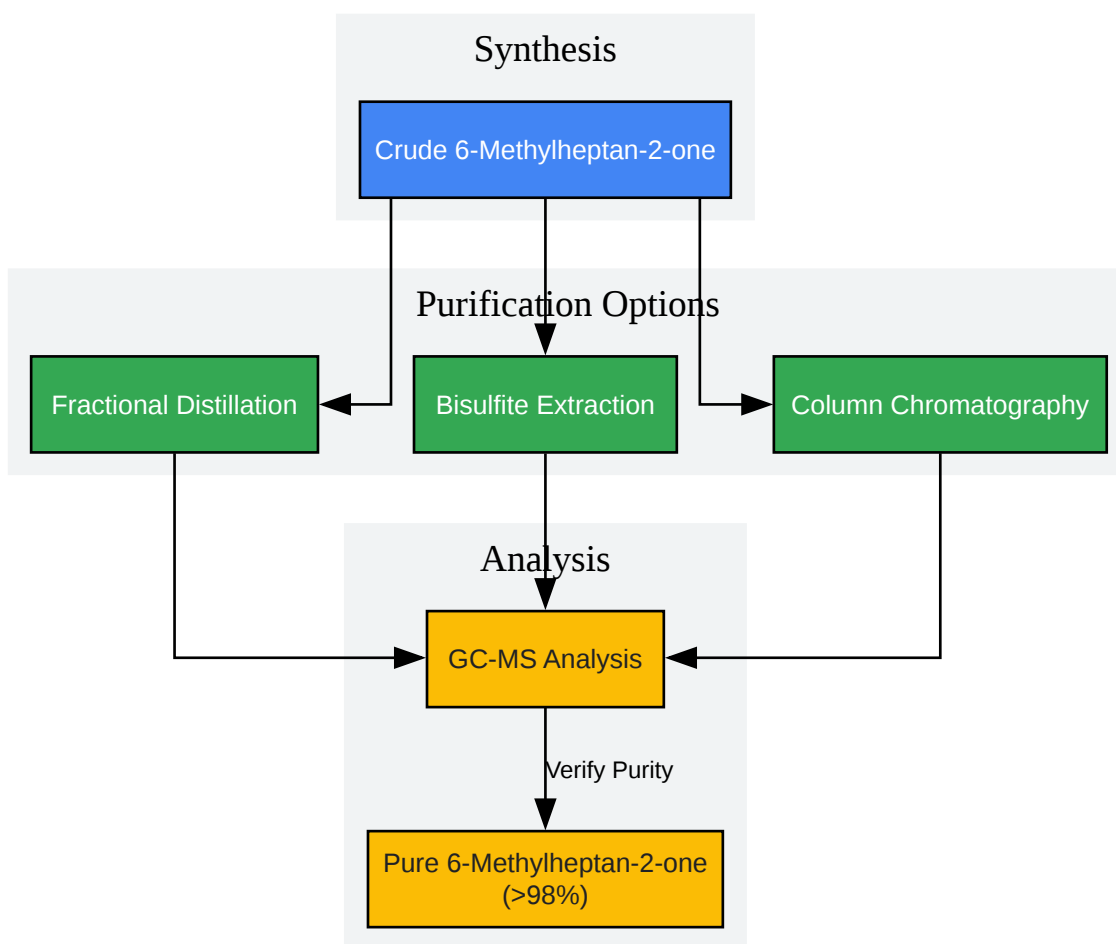 Synthesis
Crude 6-Methylheptan-2-one
Purification Options
Fractional Distillation
Bisulfite Extraction
Column Chromatography
Analysis
GC-MS Analysis
Verify Purity
Pure 6-Methylheptan-2-one
(>98%)